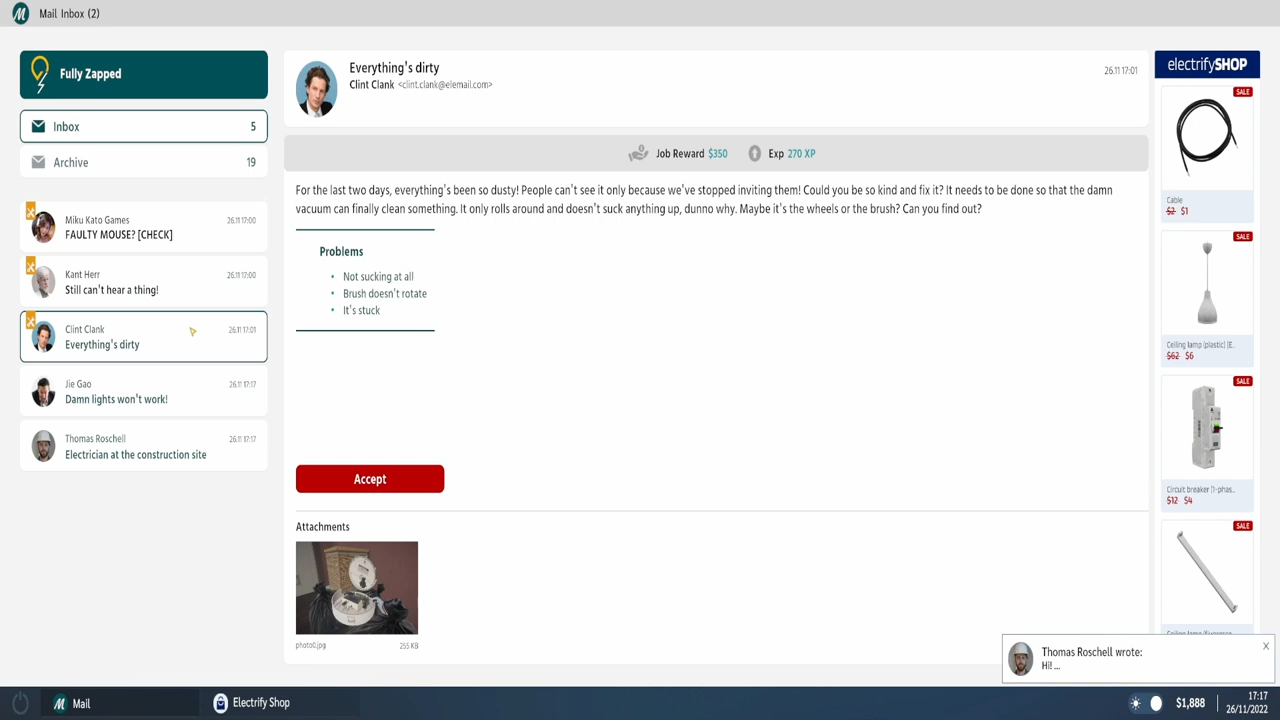 Mail Inbox (2)
Fully Zapped
Inbox 5
Archive 19
Miku Kato Games 26.11 17:00
FAULTY MOUSE? [CHECK]
Kant Herr 26.11 17:00
Still can't hear a thing!
Clint Clank 26.11 17:01
Everything's dirty
Jie Gao 26.11 17:17
Damn lights won't work!
Thomas Roschell 26.11 17:17
Electrician at the construction site
Everything's dirty
Clint Clank <clint.clank@elemail.com>
26.11 17:01
Job Reward $350 Exp 270 XP
For the last two days, everything's been so dusty! People can't see it only because we've stopped inviting them! Could you be so kind and fix it? It needs to be done so that the damn
vacuum can finally clean something. It only rolls around and doesn't suck anything up, dunno why. Maybe it's the wheels or the brush? Can you find out?
Problems
• Not sucking at all
• Brush doesn't rotate
• It's stuck
Accept
Attachments
photo0.jpg 255 KB
electrifySHOP
SALE
Cable
$2 $1
SALE
Ceiling lamp (plastic) (E..
$62 $6
SALE
Circuit breaker (1-phas..
$12 $4
SALE
Thomas Roschell wrote: X
Hi! ...
Mail
Electrify Shop
$1,888
17:17
26/11/2022